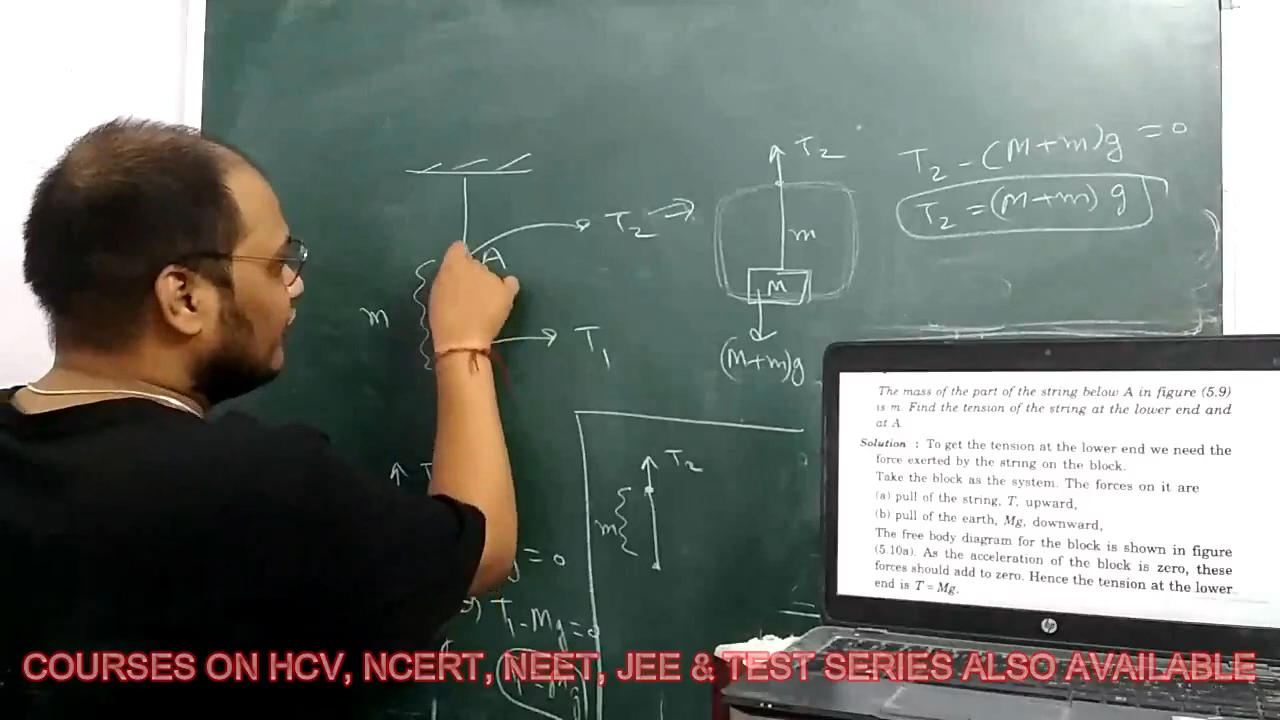 T₂
T₂ - (M+m)g = 0
T₂ = (M+m) g
T₂ ⇒
A
m
M
m
T₁
(M+m)g
T₂
m
g = 0
T₁ - Mg = 0
The mass of the part of the string below A in figure (5.9)
is m. Find the tension of the string at the lower end and
at A.
Solution : To get the tension at the lower end we need the
force exerted by the string on the block.
Take the block as the system. The forces on it are
(a) pull of the string, T, upward,
(b) pull of the earth, Mg, downward,
The free body diagram for the block is shown in figure
(5.10a). As the acceleration of the block is zero, these
forces should add to zero. Hence the tension at the lower
end is T = Mg.
hp
COURSES ON HCV, NCERT, NEET, JEE & TEST SERIES ALSO AVAILABLE